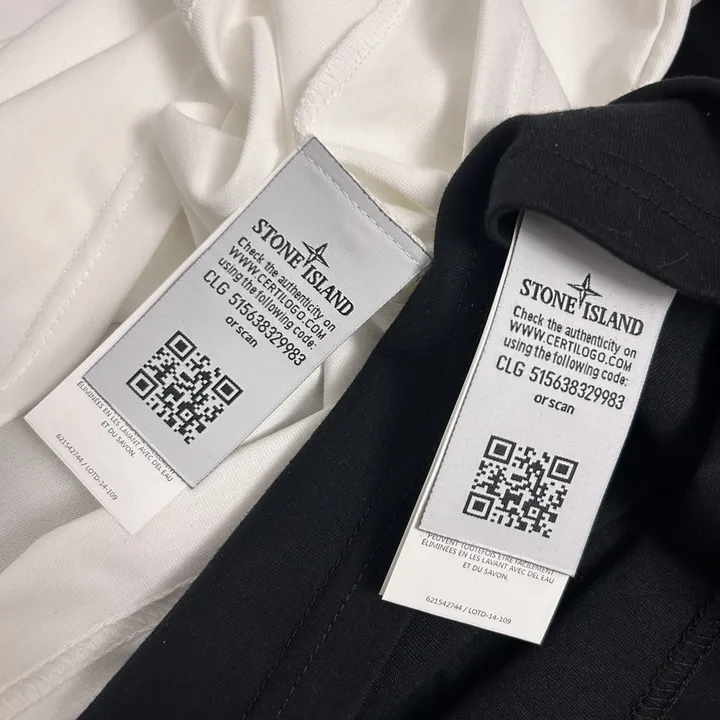 STONE ISLAND
Check the authenticity on
WWW.CERTILOGO.COM
using the following code:
CLG 515638329983
or scan
ÉLIMINÉES EN LES LAVANT AVEC DEL EAU
ET DU SAVON.
621542744 / LOTD-14-109
STONE ISLAND
Check the authenticity on
WWW.CERTILOGO.COM
using the following code:
CLG 515638329983
or scan
PEUVENT TOUTEFOIS ETRE FACILEMENT
ÉLIMINÉES EN LES LAVANT AVEC DEL EAU
ET DU SAVON.
621542744 / LOTD-14-109